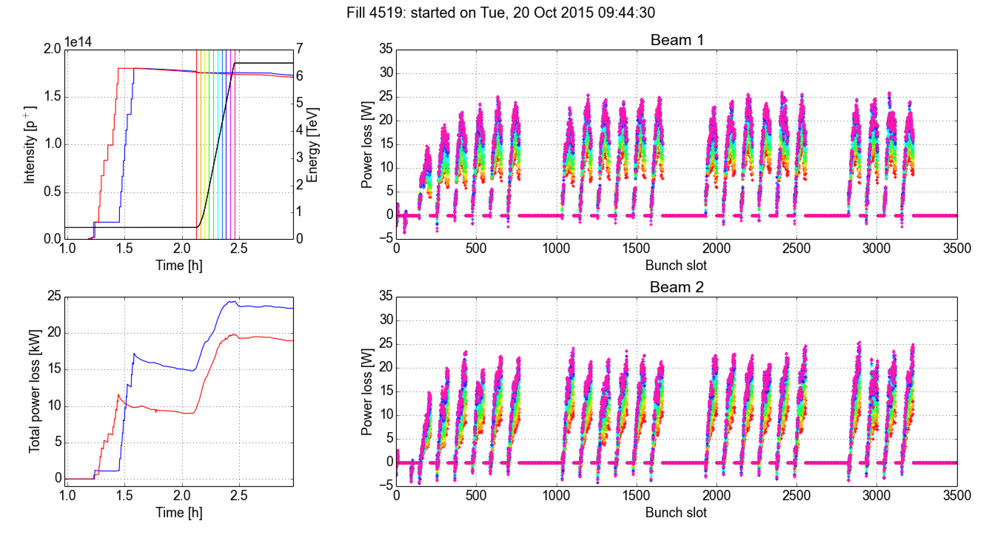 Fill 4519: started on Tue, 20 Oct 2015 09:44:30
1e14
2.0
1.5
1.0
0.5
0.0
Intensity [p+]
7
6
5
4
3
2
1
0
Energy [TeV]
1.0 1.5 2.0 2.5
Time [h]
Beam 1
35
30
25
20
15
10
5
0
−5
Power loss [W]
0 500 1000 1500 2000 2500 3000 3500
Bunch slot
25
20
15
10
5
0
Total power loss [kW]
1.0 1.5 2.0 2.5
Time [h]
Beam 2
35
30
25
20
15
10
5
0
−5
Power loss [W]
0 500 1000 1500 2000 2500 3000 3500
Bunch slot